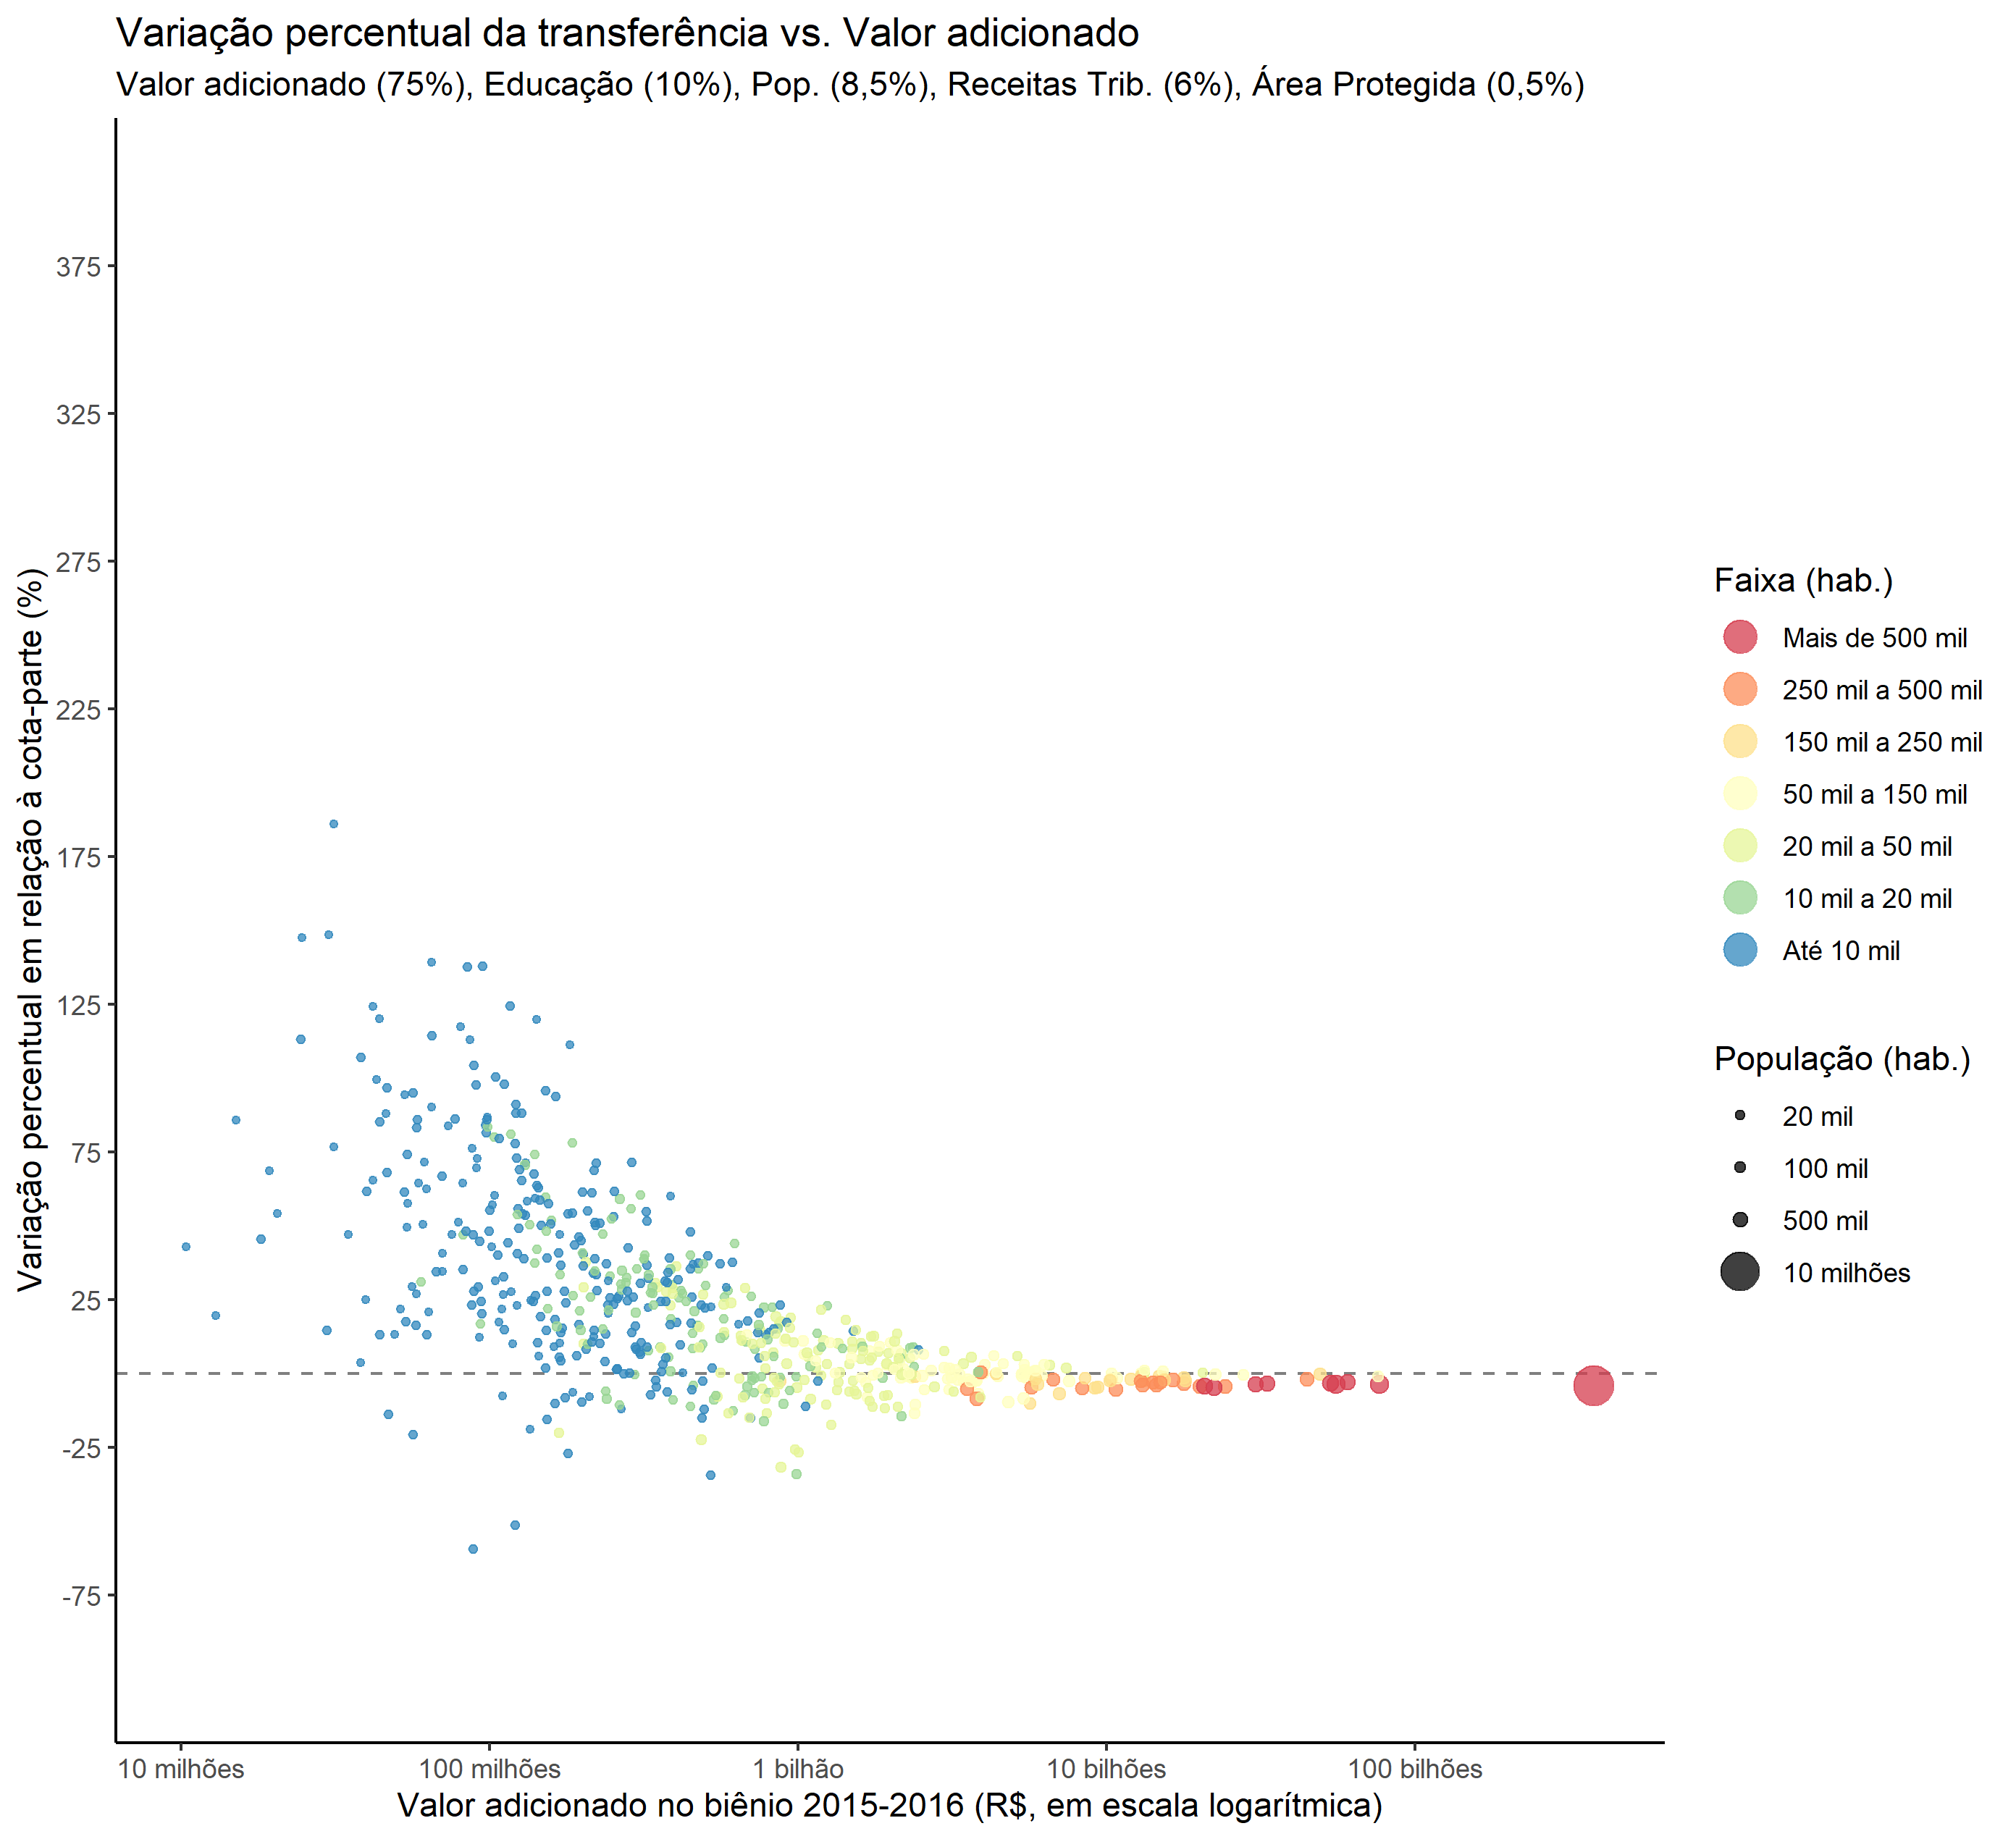 Variação percentual da transferência vs. Valor adicionado
Valor adicionado (75%), Educação (10%), Pop. (8,5%), Receitas Trib. (6%), Área Protegida (0,5%)
Variação percentual em relação à cota-parte (%)
375
325
275
225
175
125
75
25
-25
-75
10 milhões
100 milhões
1 bilhão
10 bilhões
100 bilhões
Valor adicionado no biênio 2015-2016 (R$, em escala logarítmica)
Faixa (hab.)
Mais de 500 mil
250 mil a 500 mil
150 mil a 250 mil
50 mil a 150 mil
20 mil a 50 mil
10 mil a 20 mil
Até 10 mil
População (hab.)
20 mil
100 mil
500 mil
10 milhões